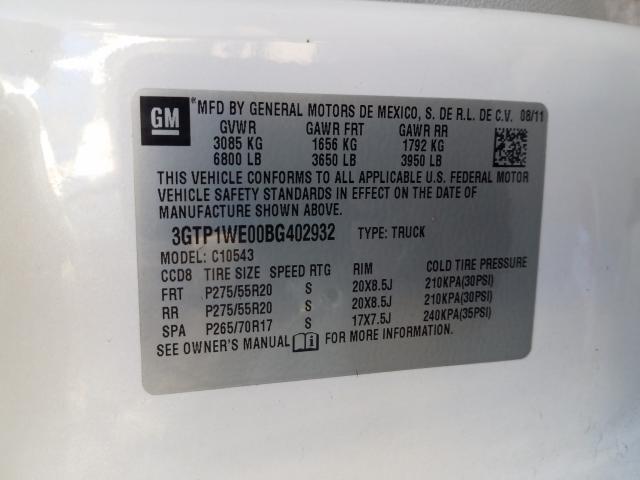 GM
*MFD BY GENERAL MOTORS DE MEXICO, S. DE R.L. DE C.V. 08/11
GVWR GAWR FRT GAWR RR
3085 KG 1656 KG 1792 KG
6800 LB 3650 LB 3950 LB
THIS VEHICLE CONFORMS TO ALL APPLICABLE U.S. FEDERAL MOTOR
VEHICLE SAFETY STANDARDS IN EFFECT ON THE DATE OF
MANUFACTURE SHOWN ABOVE.
3GTP1WE00BG402932 TYPE: TRUCK
MODEL: C10543
CCD8 TIRE SIZE SPEED RTG RIM COLD TIRE PRESSURE
FRT P275/55R20 S 20X8.5J 210KPA(30PSI)
RR P275/55R20 S 20X8.5J 210KPA(30PSI)
SPA P265/70R17 S 17X7.5J 240KPA(35PSI)
SEE OWNER'S MANUAL FOR MORE INFORMATION.